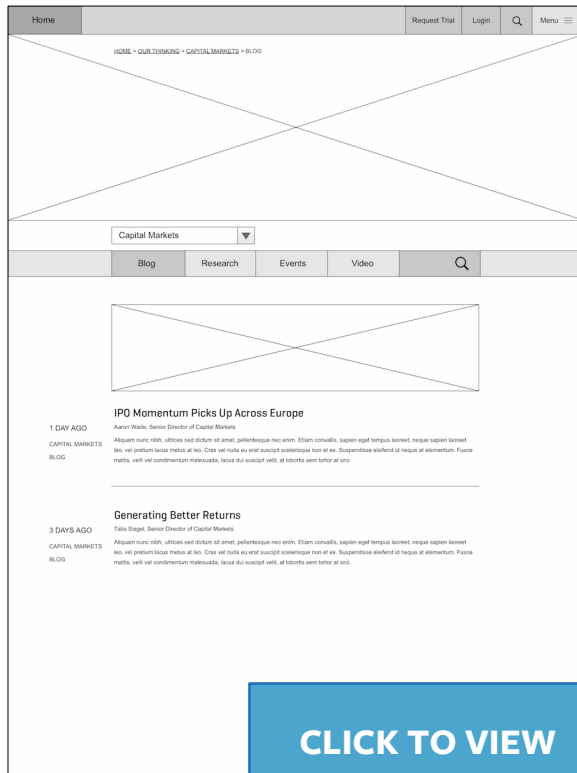 Home
Request Trial
Login
Menu
HOME > OUR THINKING > CAPITAL MARKETS > BLOG
Capital Markets
Blog
Research
Events
Video
IPO Momentum Picks Up Across Europe
1 DAY AGO
Aaron Wade, Senior Director of Capital Markets
CAPITAL MARKETS
BLOG
Aliquam nunc nibh, ultrices sed dictum sit amet, pellentesque nec enim. Etiam convallis, sapien eget tempus laoreet, neque sapien laoreet
leo, vel pretium lacus metus at leo. Cras vel nulla eu erat suscipit scelerisque non et ex. Suspendisse eleifend id neque at elementum. Fusce
mattis, velit vel condimentum malesuada, lacus dui suscipit velit, at lobortis sem tortor at orci.
Generating Better Returns
3 DAYS AGO
Talia Siegel, Senior Director of Capital Markets
CAPITAL MARKETS
BLOG
Aliquam nunc nibh, ultrices sed dictum sit amet, pellentesque nec enim. Etiam convallis, sapien eget tempus laoreet, neque sapien laoreet
leo, vel pretium lacus metus at leo. Cras vel nulla eu erat suscipit scelerisque non et ex. Suspendisse eleifend id neque at elementum. Fusce
mattis, velit vel condimentum malesuada, lacus dui suscipit velit, at lobortis sem tortor at orci.
CLICK TO VIEW